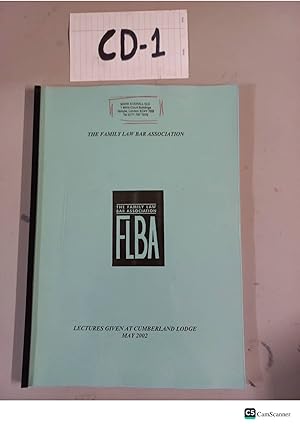 CD-1
THE FAMILY LAW BAR ASSOCIATION
THE FAMILY LAW
BAR ASSOCIATION
FLBA
LECTURES GIVEN AT CUMBERLAND LODGE
MAY 2002
CS CamScanner